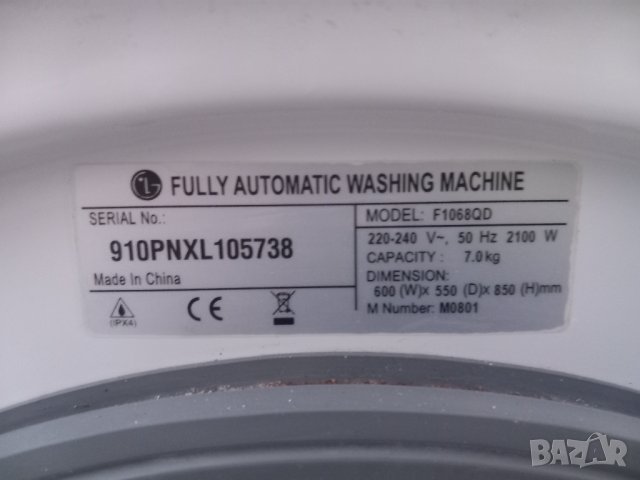 LG FULLY AUTOMATIC WASHING MACHINE
SERIAL No.:
910PNXL105738
Made In China
(IPX4)
CE
MODEL: F1068QD
220-240 V~, 50 Hz 2100 W
CAPACITY : 7.0kg
DIMENSION:
600 (W)x 550 (D)x 850 (H)mm
M Number: M0801
BAZAR